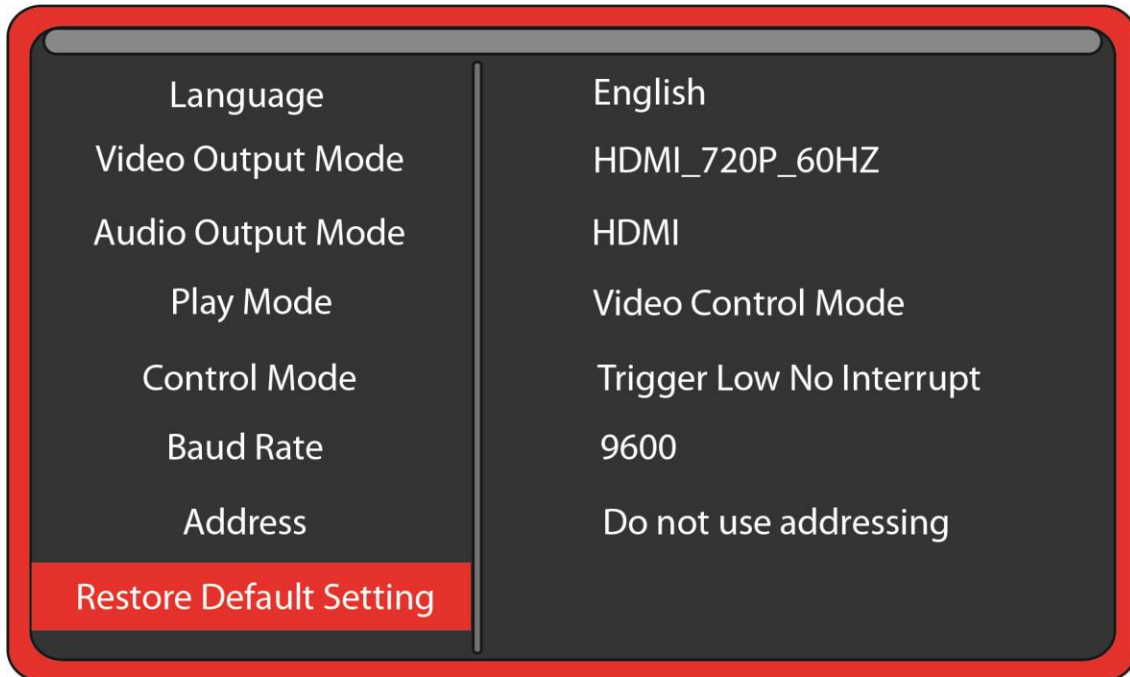 Language English
Video Output Mode HDMI_720P_60HZ
Audio Output Mode HDMI
Play Mode Video Control Mode
Control Mode Trigger Low No Interrupt
Baud Rate 9600
Address Do not use addressing
Restore Default Setting